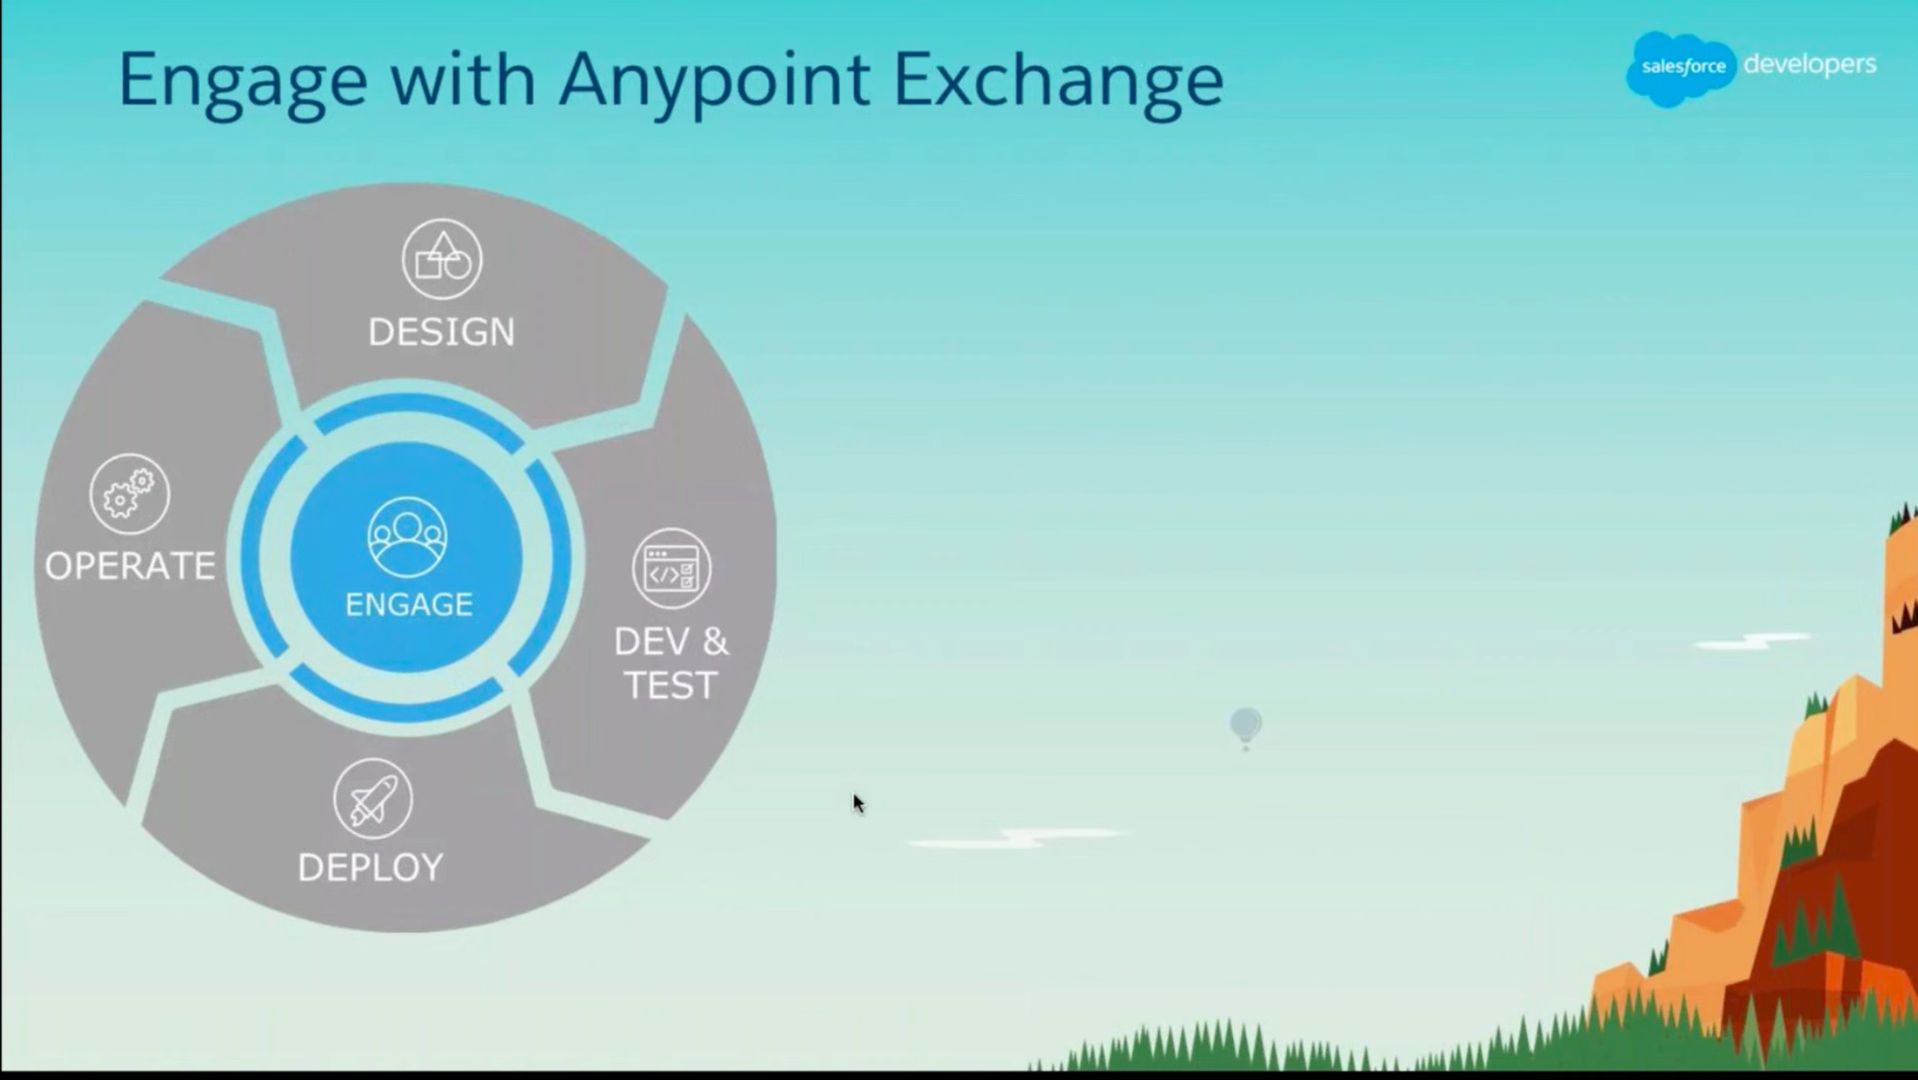 Engage with Anypoint Exchange
salesforce developers
DESIGN
OPERATE
ENGAGE
DEV &
TEST
DEPLOY